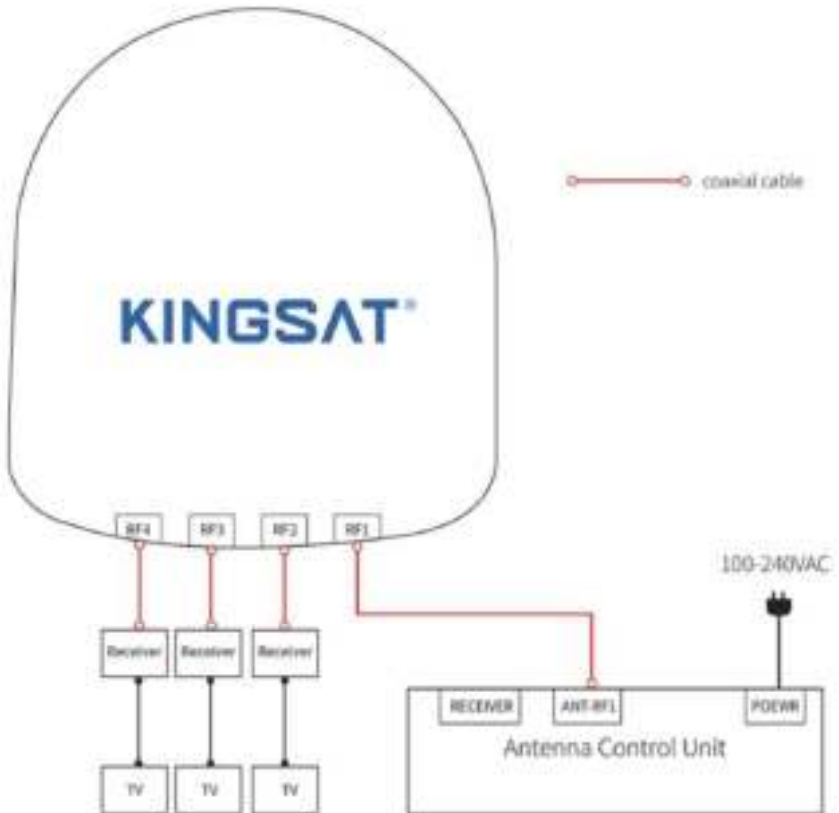 coaxial cable
KINGSAT®
RF4 RF3 RF2 RF1
100-240VAC
Receiver Receiver Receiver
RECEIVER ANT-RF1 POEWR
Antenna Control Unit
TV TV TV